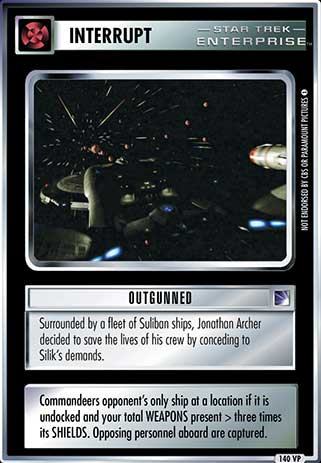 INTERRUPT
STAR TREK
ENTERPRISE™
NOT ENDORSED BY CBS OR PARAMOUNT PICTURES
OUTGUNNED
Surrounded by a fleet of Suliban ships, Jonathan Archer
decided to save the lives of his crew by conceding to
Silik's demands.
Commandeers opponent's only ship at a location if it is
undocked and your total WEAPONS present > three times
its SHIELDS. Opposing personnel aboard are captured.
140 VP